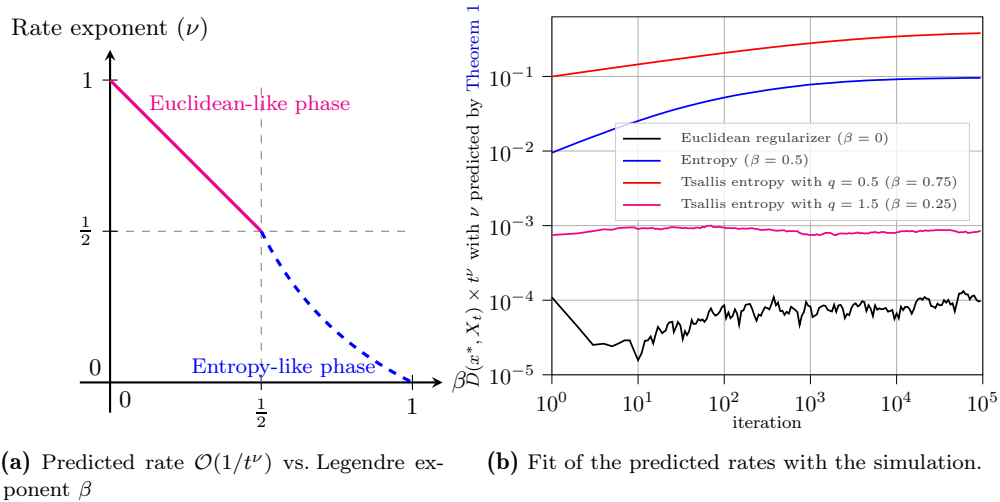 Rate exponent (ν)
1
Euclidean-like phase
1/2
Entropy-like phase
0
0
1/2
1
β
(a) Predicted rate 𝒪(1/t^ν) vs. Legendre ex-
ponent β
D(x*, X_t) × t^ν with ν predicted by Theorem 1
10^−1
10^−2
10^−3
10^−4
10^−5
Euclidean regularizer (β = 0)
Entropy (β = 0.5)
Tsallis entropy with q = 0.5 (β = 0.75)
Tsallis entropy with q = 1.5 (β = 0.25)
10^0
10^1
10^2
10^3
10^4
10^5
iteration
(b) Fit of the predicted rates with the simulation.